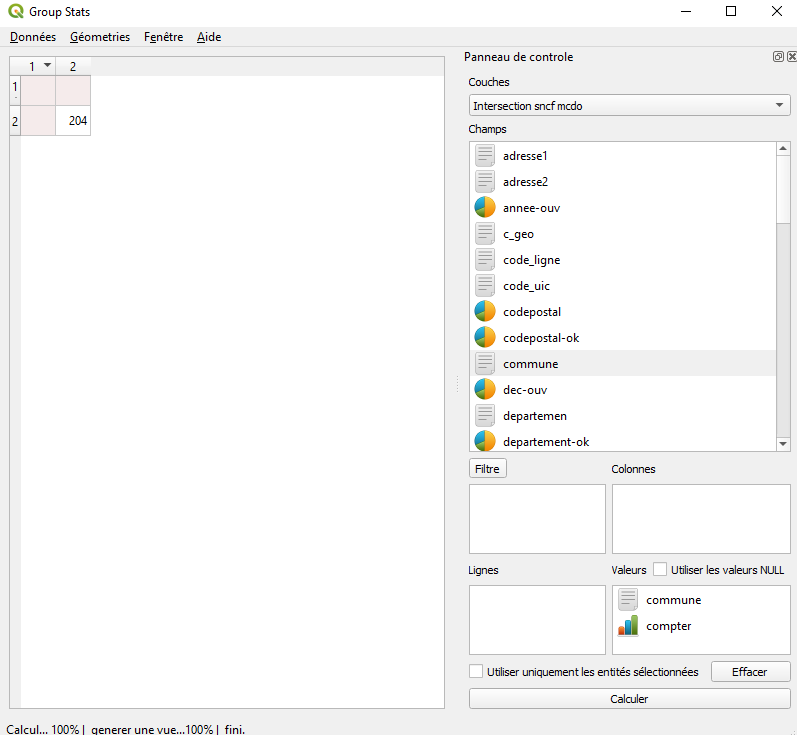 Group Stats
Données Géometries Fenêtre Aide
1 2
1
2 204
Panneau de controle
Couches
Intersection sncf mcdo
Champs
adresse1
adresse2
annee-ouv
c_geo
code_ligne
code_uic
codepostal
codepostal-ok
commune
dec-ouv
departemen
departement-ok
Filtre Colonnes
Lignes Valeurs Utiliser les valeurs NULL
commune
compter
Utiliser uniquement les entités sélectionnées Effacer
Calculer
Calcul... 100% | generer une vue...100% | fini.